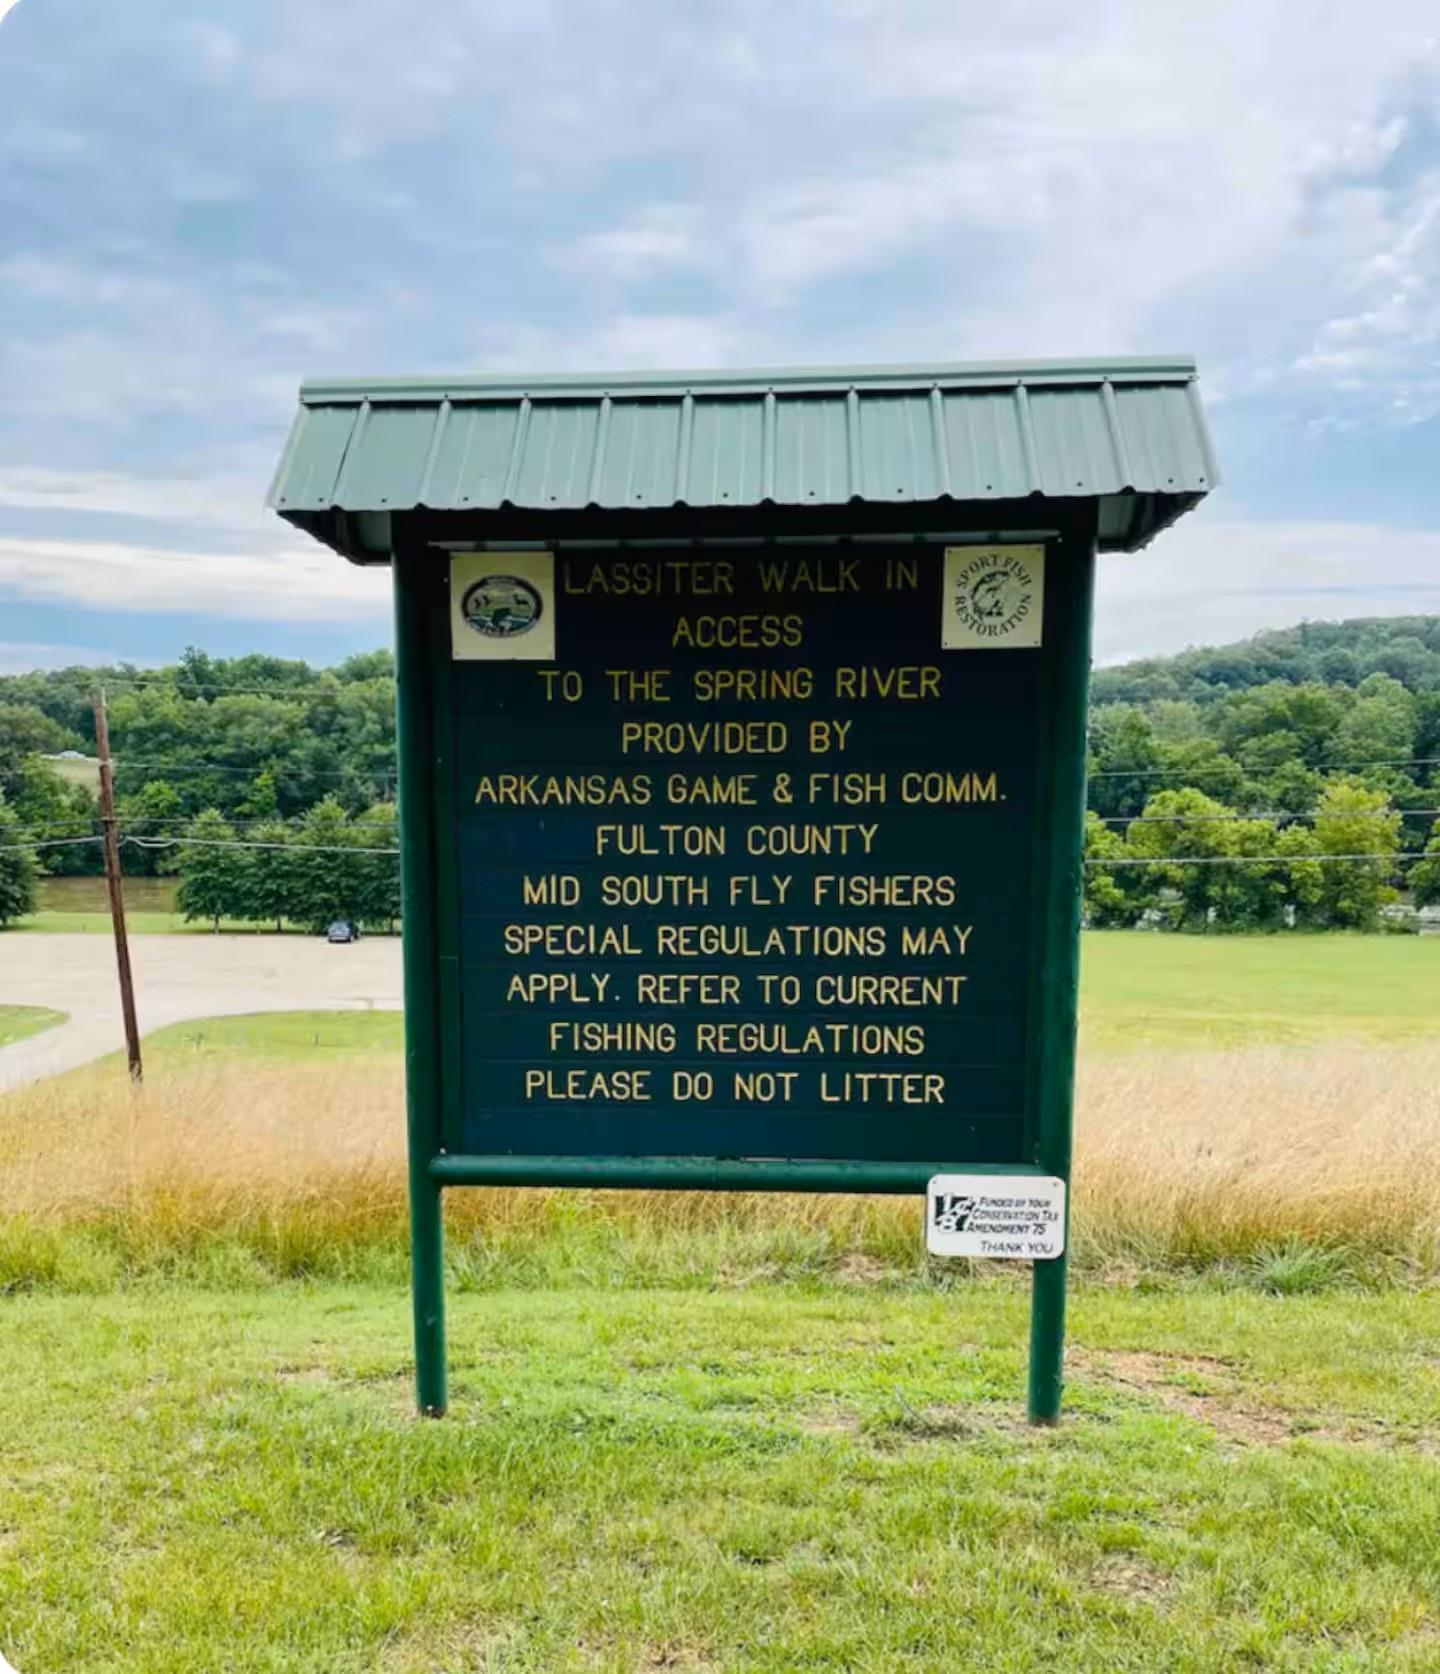 LASSITER WALK IN
ACCESS
TO THE SPRING RIVER
PROVIDED BY
ARKANSAS GAME & FISH COMM.
FULTON COUNTY
MID SOUTH FLY FISHERS
SPECIAL REGULATIONS MAY
APPLY. REFER TO CURRENT
FISHING REGULATIONS
PLEASE DO NOT LITTER
SPORT FISH
RESTORATION
FUNDED BY YOUR
CONSERVATION TAX
AMENDMENT 75
THANK YOU